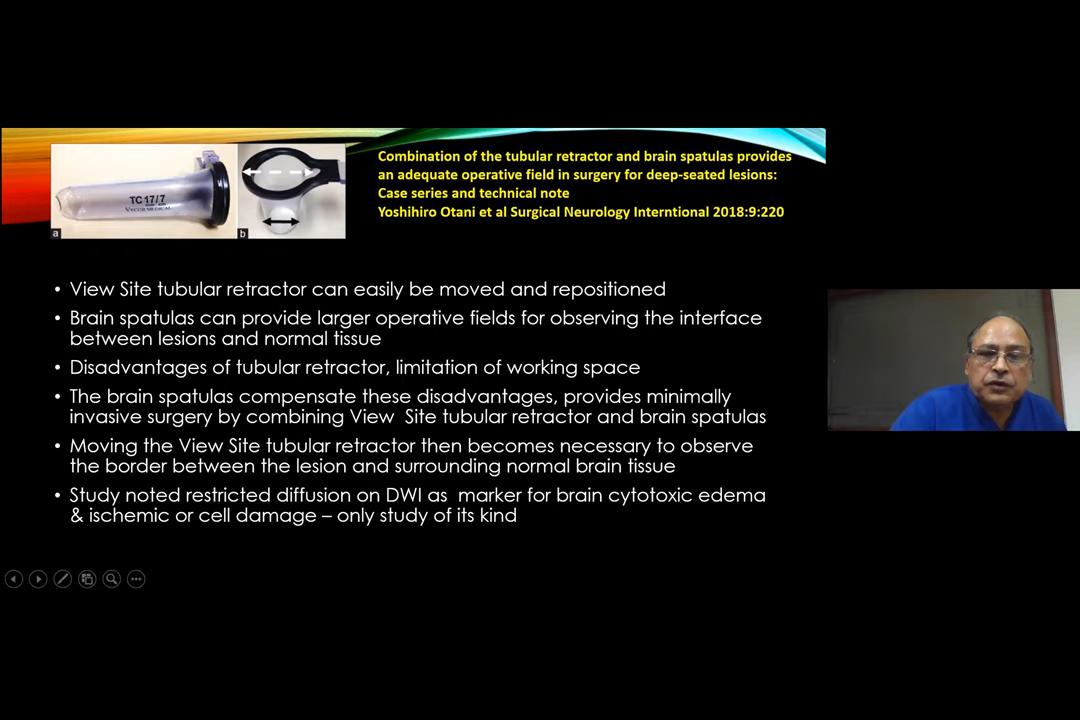 TC 17/7
VYCOR MEDICAL
a
b
Combination of the tubular retractor and brain spatulas provides
an adequate operative field in surgery for deep-seated lesions:
Case series and technical note
Yoshihiro Otani et al Surgical Neurology Interntional 2018:9:220
• View Site tubular retractor can easily be moved and repositioned
• Brain spatulas can provide larger operative fields for observing the interface
between lesions and normal tissue
• Disadvantages of tubular retractor, limitation of working space
• The brain spatulas compensate these disadvantages, provides minimally
invasive surgery by combining View Site tubular retractor and brain spatulas
• Moving the View Site tubular retractor then becomes necessary to observe
the border between the lesion and surrounding normal brain tissue
• Study noted restricted diffusion on DWI as marker for brain cytotoxic edema
& ischemic or cell damage – only study of its kind